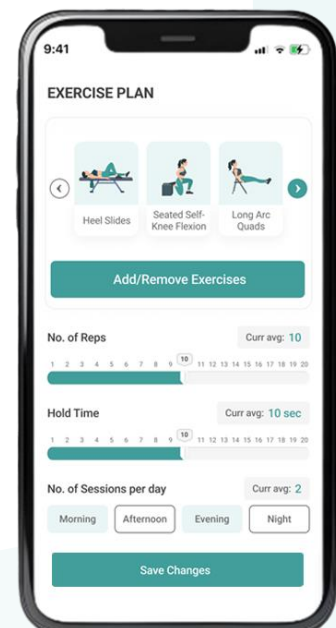 9:41
EXERCISE PLAN
Heel Slides
Seated Self-
Knee Flexion
Long Arc
Quads
Add/Remove Exercises
No. of Reps
Curr avg: 10
1 2 3 4 5 6 7 8 9 10 11 12 13 14 15 16 17 18 19 20
Hold Time
Curr avg: 10 sec
1 2 3 4 5 6 7 8 9 10 11 12 13 14 15 16 17 18 19 20
No. of Sessions per day
Curr avg: 2
Morning
Afternoon
Evening
Night
Save Changes